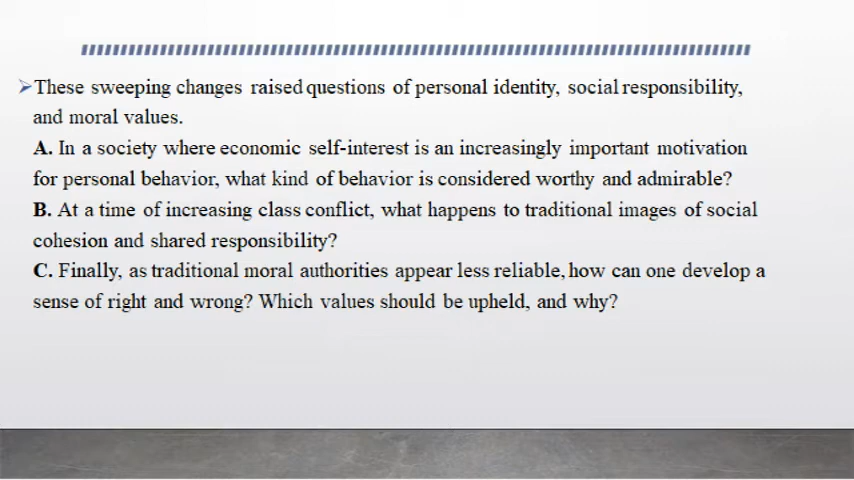 ➢These sweeping changes raised questions of personal identity, social responsibility,
and moral values.
A. In a society where economic self-interest is an increasingly important motivation
for personal behavior, what kind of behavior is considered worthy and admirable?
B. At a time of increasing class conflict, what happens to traditional images of social
cohesion and shared responsibility?
C. Finally, as traditional moral authorities appear less reliable, how can one develop a
sense of right and wrong? Which values should be upheld, and why?